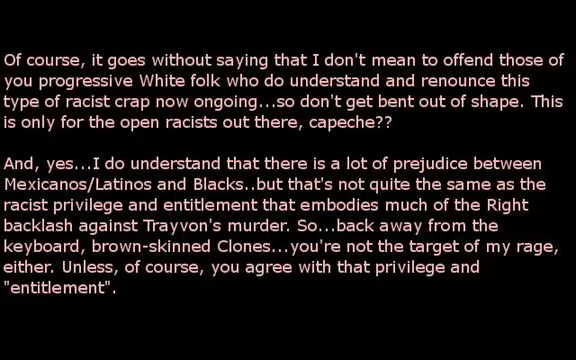 Of course, it goes without saying that I don't mean to offend those of
you progressive White folk who do understand and renounce this
type of racist crap now ongoing...so don't get bent out of shape. This
is only for the open racists out there, capeche??
And, yes...I do understand that there is a lot of prejudice between
Mexicanos/Latinos and Blacks..but that's not quite the same as the
racist privilege and entitlement that embodies much of the Right
backlash against Trayvon's murder. So...back away from the
keyboard, brown-skinned Clones...you're not the target of my rage,
either. Unless, of course, you agree with that privilege and
"entitlement".